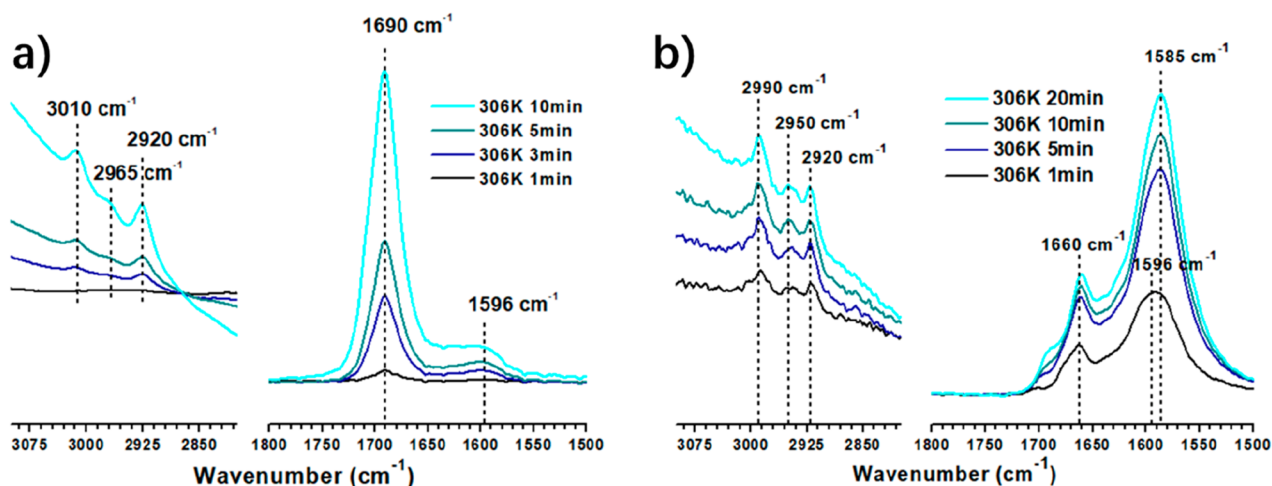 a)
1690 cm-1
3010 cm-1
2920 cm-1
2965 cm-1
306K 10min
306K 5min
306K 3min
306K 1min
1596 cm-1
3075 3000 2925 2850
1800 1750 1700 1650 1600 1550 1500
Wavenumber (cm-1)
b)
1585 cm-1
2990 cm-1
2950 cm-1
2920 cm-1
306K 20min
306K 10min
306K 5min
306K 1min
1660 cm-1
1596 cm-1
3075 3000 2925 2850
1800 1750 1700 1650 1600 1550 1500
Wavenumber (cm-1)